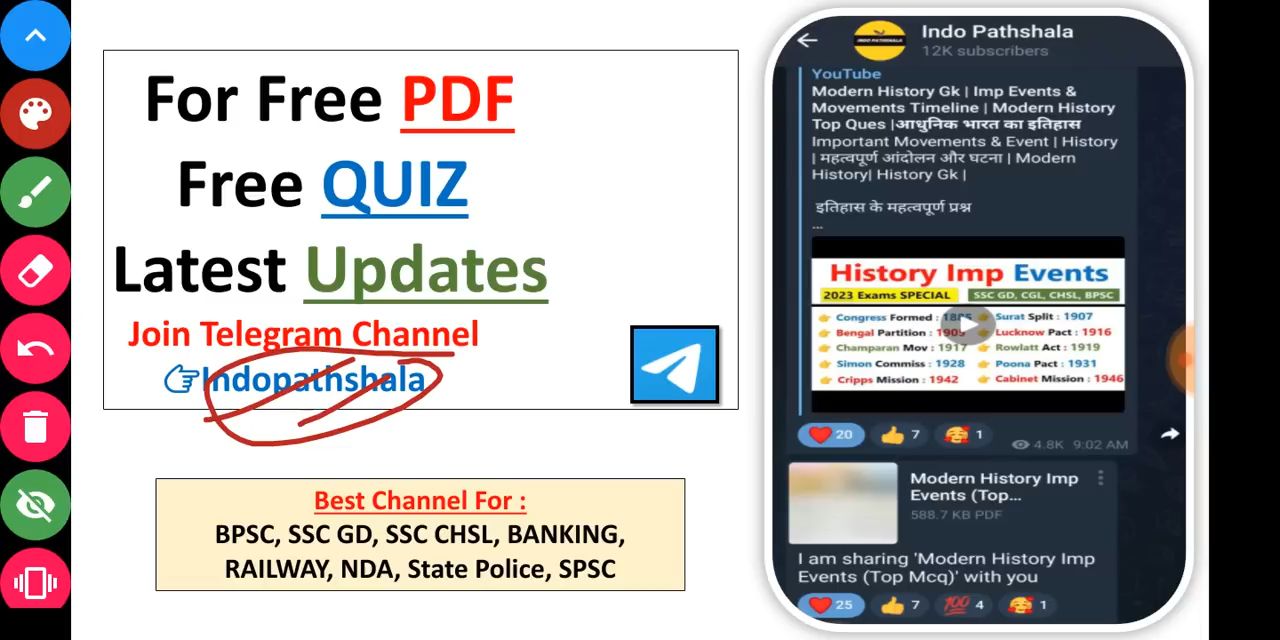 For Free PDF
Free QUIZ
Latest Updates
Join Telegram Channel
Indopathshala
Best Channel For :
BPSC, SSC GD, SSC CHSL, BANKING,
RAILWAY, NDA, State Police, SPSC
Indo Pathshala
12K subscribers
INDO PATHSHALA
YouTube
Modern History Gk | Imp Events &
Movements Timeline | Modern History
Top Ques |आधुनिक भारत का इतिहास
Important Movements & Event | History
| महत्वपूर्ण आंदोलन और घटना | Modern
History| History Gk |
इतिहास के महत्वपूर्ण प्रश्न
...
History Imp Events
2023 Exams SPECIAL SSC GD, CGL, CHSL, BPSC
Congress Formed : 1885 Surat Split : 1907
Bengal Partition : 1905 Lucknow Pact : 1916
Champaran Mov : 1917 Rowlatt Act : 1919
Simon Commiss : 1928 Poona Pact : 1931
Cripps Mission : 1942 Cabinet Mission : 1946
20 7 1 4.8K 9:02 AM
Modern History Imp
Events (Top...
588.7 KB PDF
I am sharing 'Modern History Imp
Events (Top Mcq)' with you
25 7 100 4 1